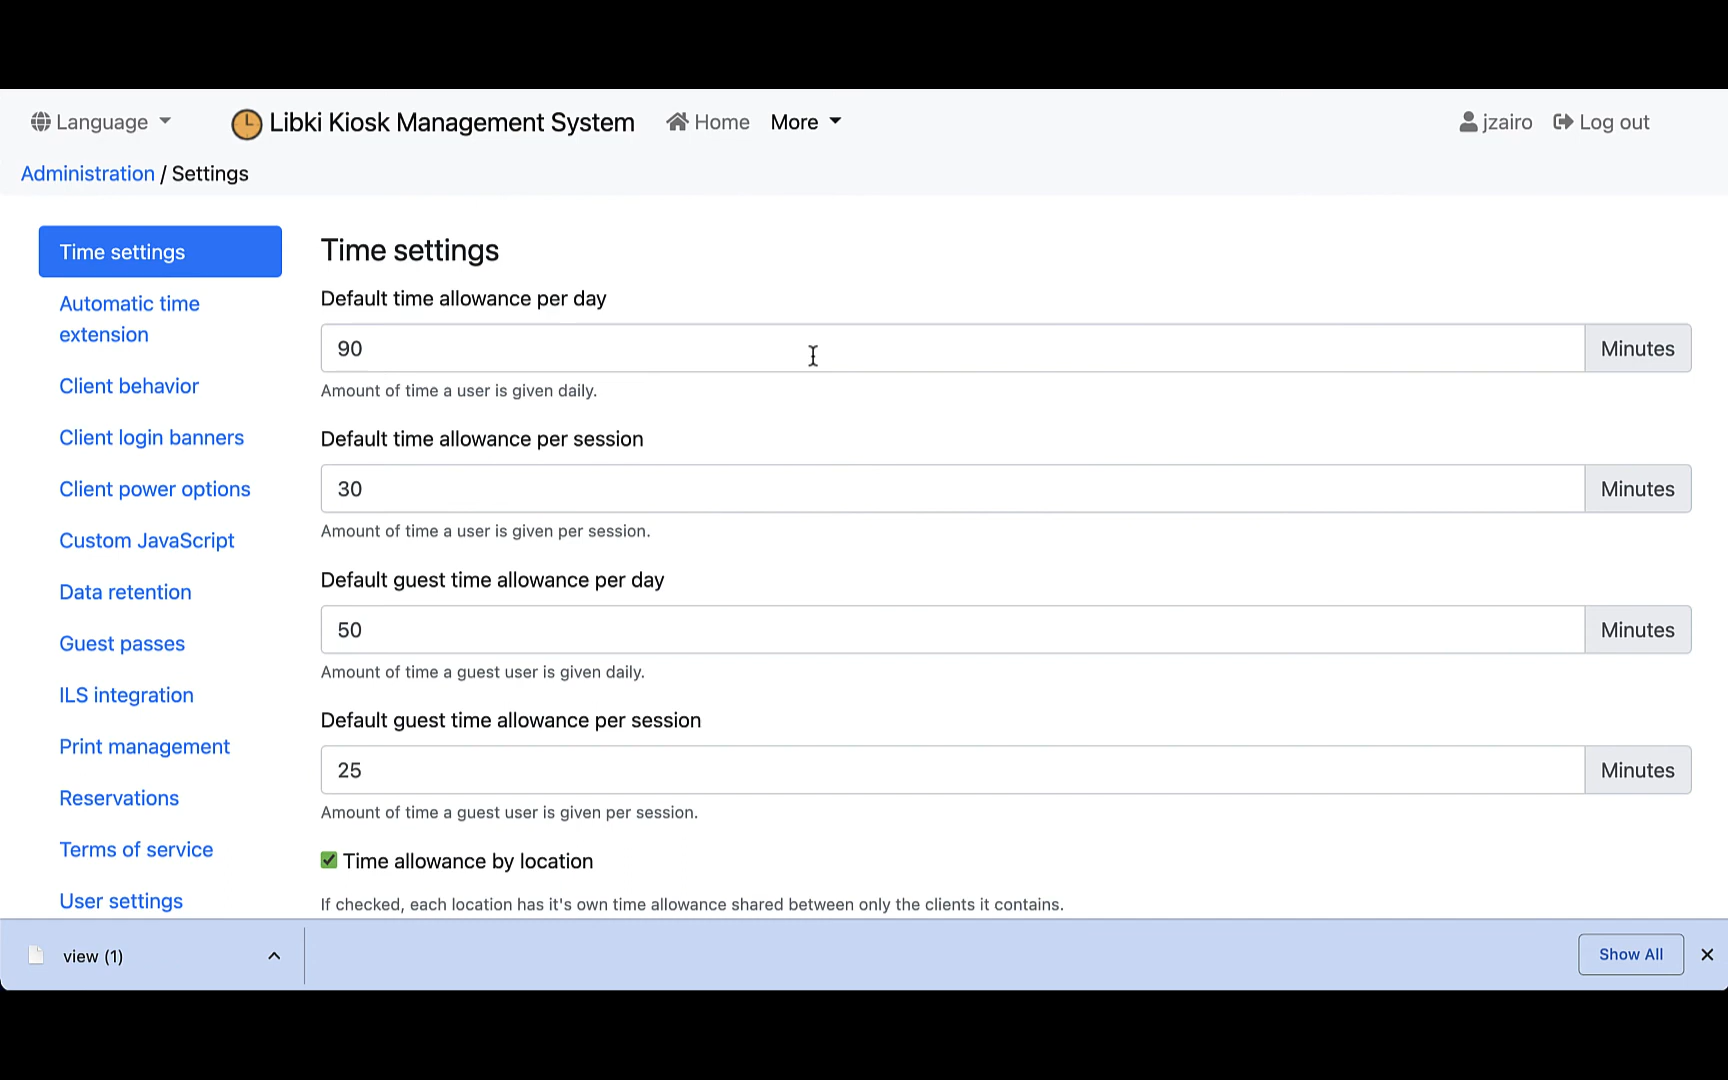 Language
Libki Kiosk Management System
Home
More
jzairo
Log out
Administration / Settings
Time settings
Automatic time
extension
Client behavior
Client login banners
Client power options
Custom JavaScript
Data retention
Guest passes
ILS integration
Print management
Reservations
Terms of service
User settings
Time settings
Default time allowance per day
90
Minutes
Amount of time a user is given daily.
Default time allowance per session
30
Minutes
Amount of time a user is given per session.
Default guest time allowance per day
50
Minutes
Amount of time a guest user is given daily.
Default guest time allowance per session
25
Minutes
Amount of time a guest user is given per session.
Time allowance by location
If checked, each location has it's own time allowance shared between only the clients it contains.
view (1)
Show All